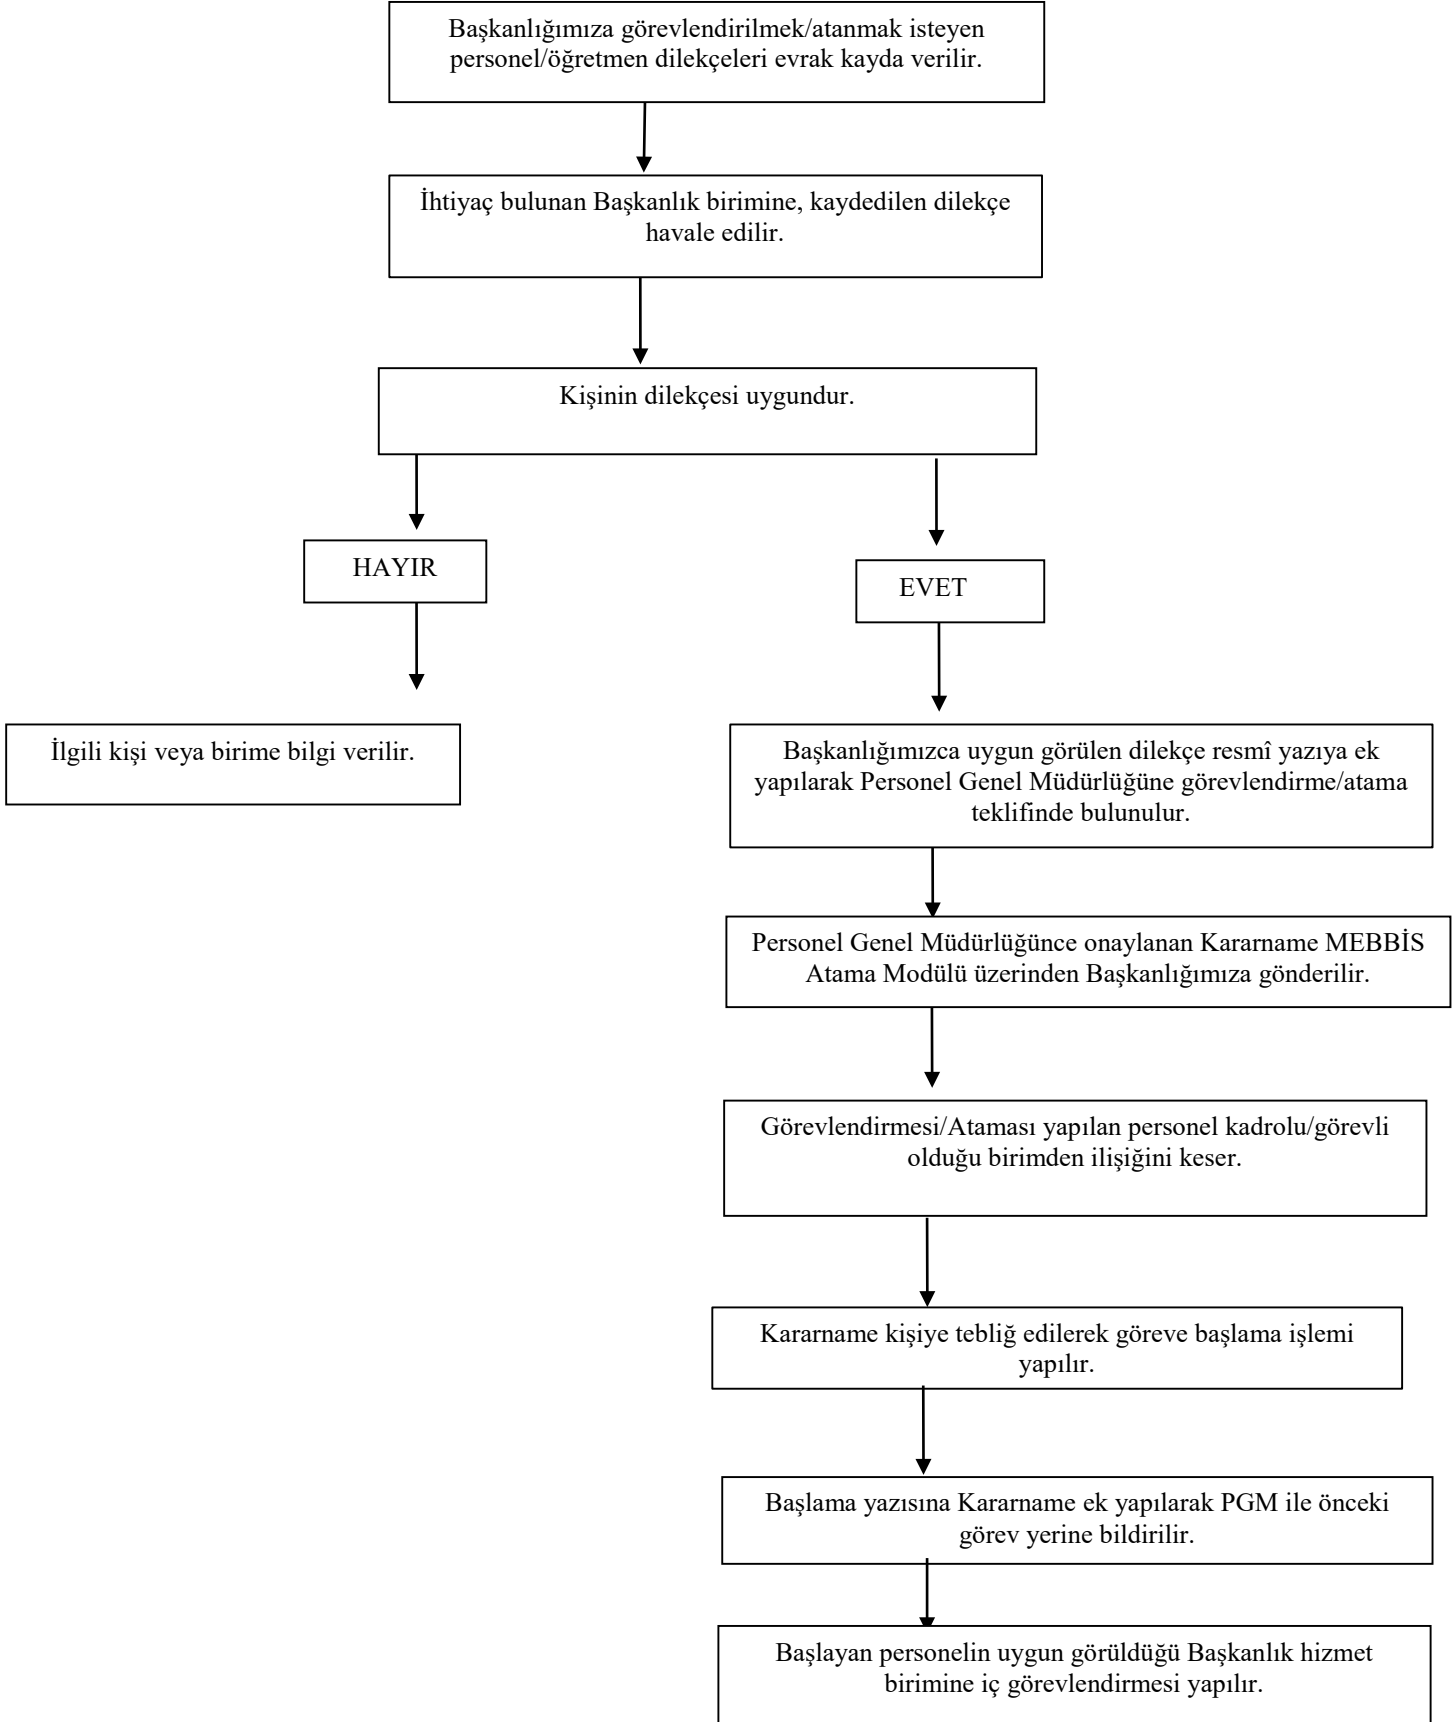 Başkanlığımıza görevlendirilmek/atanmak isteyen
personel/öğretmen dilekçeleri evrak kayda verilir.
İhtiyaç bulunan Başkanlık birimine, kaydedilen dilekçe
havale edilir.
Kişinin dilekçesi uygundur.
HAYIR
EVET
İlgili kişi veya birime bilgi verilir.
Başkanlığımızca uygun görülen dilekçe resmî yazıya ek
yapılarak Personel Genel Müdürlüğüne görevlendirme/atama
teklifinde bulunulur.
Personel Genel Müdürlüğünce onaylanan Kararname MEBBİS
Atama Modülü üzerinden Başkanlığımıza gönderilir.
Görevlendirmesi/Ataması yapılan personel kadrolu/görevli
olduğu birimden ilişiğini keser.
Kararname kişiye tebliğ edilerek göreve başlama işlemi
yapılır.
Başlama yazısına Kararname ek yapılarak PGM ile önceki
görev yerine bildirilir.
Başlayan personelin uygun görüldüğü Başkanlık hizmet
birimine iç görevlendirmesi yapılır.